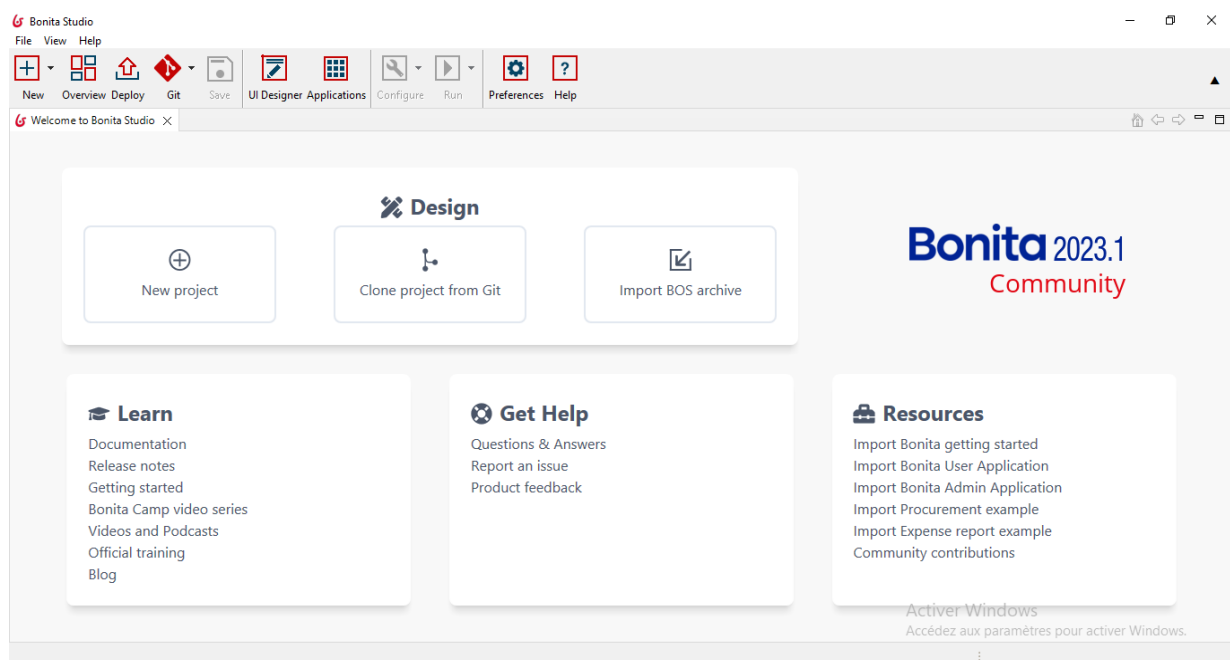 Bonita Studio
File View Help
New Overview Deploy Git Save UI Designer Applications Configure Run Preferences Help
Welcome to Bonita Studio
Design
New project Clone project from Git Import BOS archive
Bonita 2023.1
Community
Learn
Documentation
Release notes
Getting started
Bonita Camp video series
Videos and Podcasts
Official training
Blog
Get Help
Questions & Answers
Report an issue
Product feedback
Resources
Import Bonita getting started
Import Bonita User Application
Import Bonita Admin Application
Import Procurement example
Import Expense report example
Community contributions
Activer Windows
Accédez aux paramètres pour activer Windows.